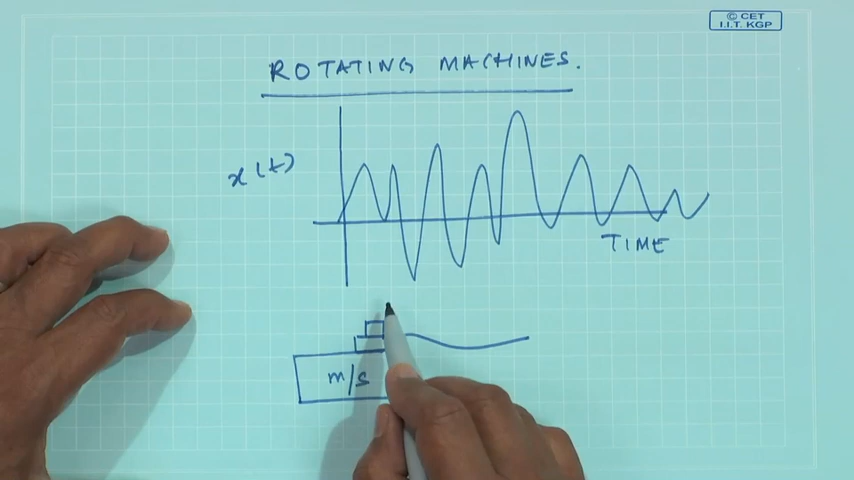 © CET
I.I.T. KGP
ROTATING MACHINES.
x(t)
TIME
m/s